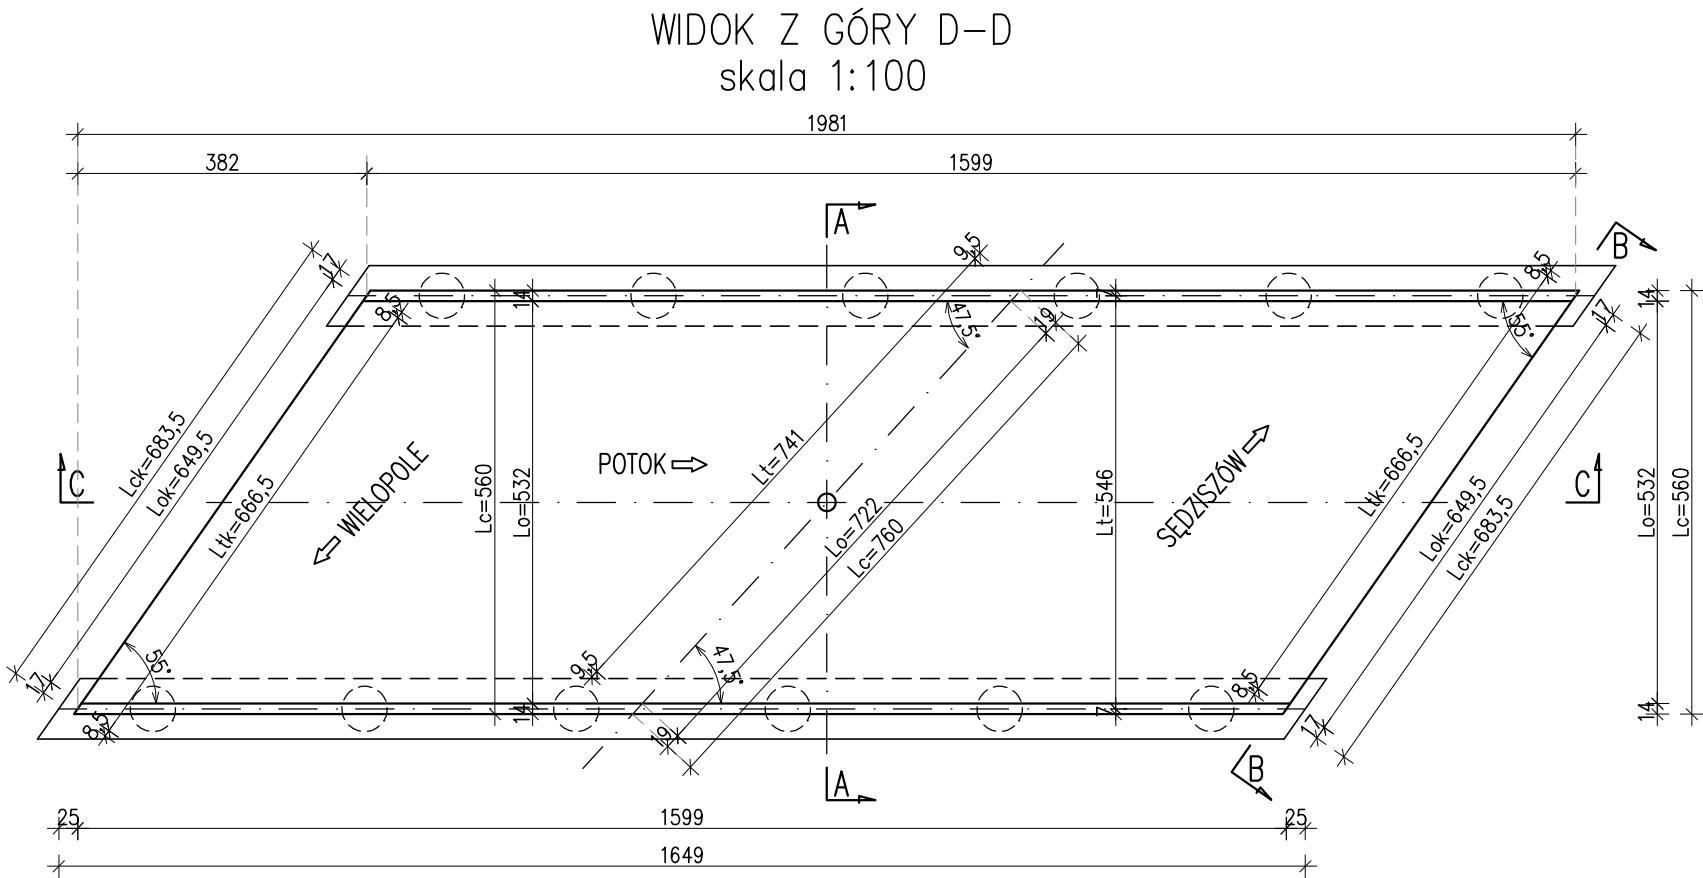 WIDOK Z GÓRY D-D
skala 1:100
1981
382
1599
A
B
9,5
8,5
17
14
8,5
7
19
47,5°
55°
14
17
Lck=683,5
Lok=649,5
Ltk=666,5
C
WIELOPOLE
POTOK
Lc=560
Lo=532
Lt=741
Lo=722
Lc=760
Lt=546
SĘDZISZÓW
Ltk=666,5
Lok=649,5
Lck=683,5
C
Lo=532
Lc=560
55°
17
8,5
9,5
14
47,5°
19
7
8,5
17
14
A
B
25
1599
25
1649